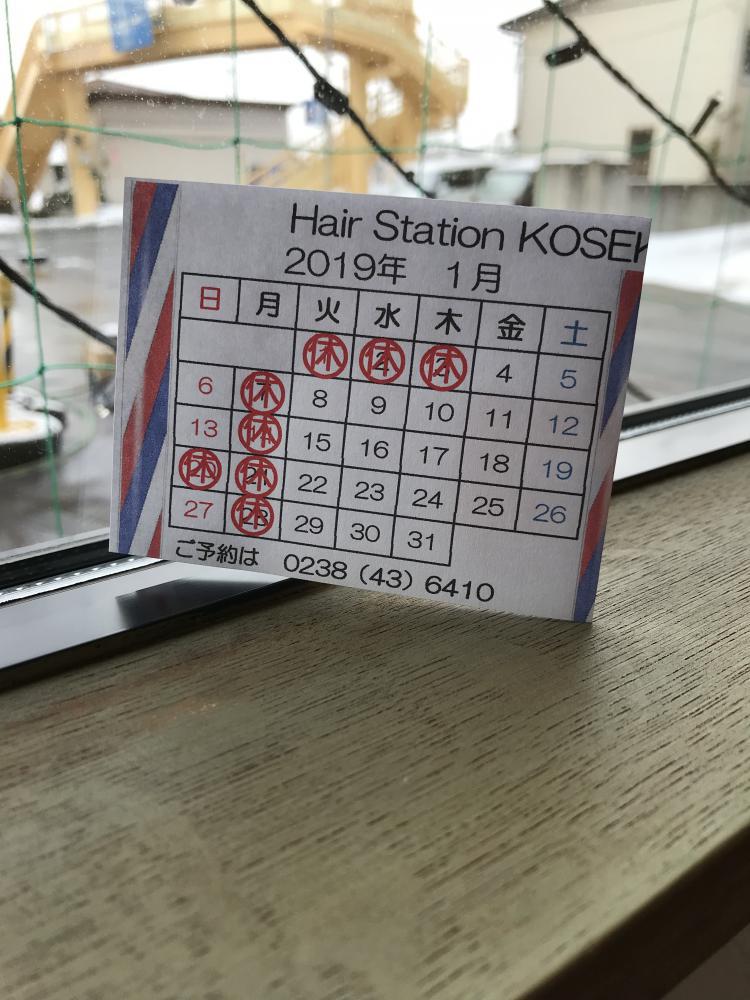 Hair Station KOSEK
2019年 1月
日 月 火 水 木 金 土
休 休 休 4 5
6 休 8 9 10 11 12
13 休 15 16 17 18 19
休 休 22 23 24 25 26
27 休 29 30 31
ご予約は 0238 (43) 6410